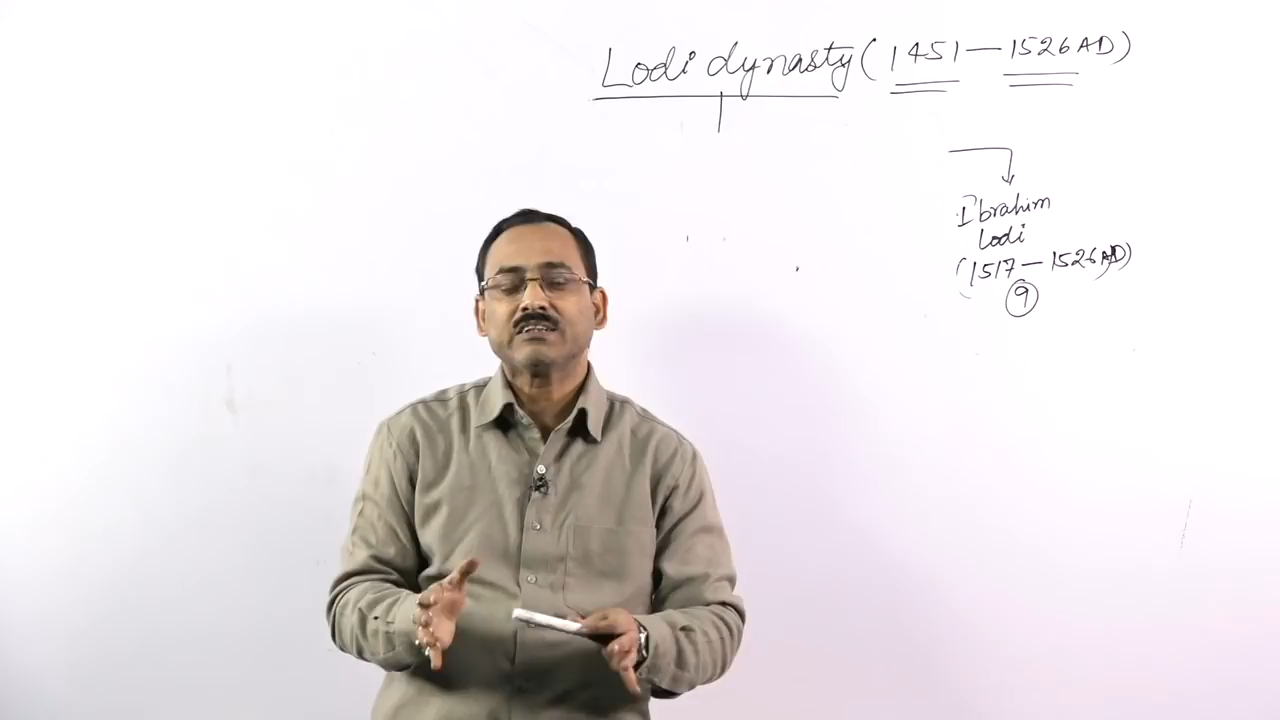 Lodi dynasty (1451 — 1526 AD)
Ibrahim
Lodi
(1517 — 1526 AD)
9